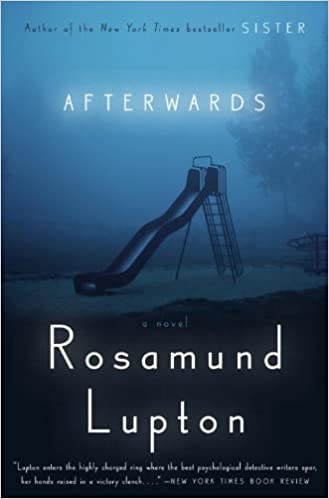 Author of the New York Times bestseller SISTER
AFTERWARDS
a novel
Rosamund
Lupton
"Lupton enters the highly charged ring where the best psychological detective writers spar,
her hands raised in a victory clench...." —NEW YORK TIMES BOOK REVIEW